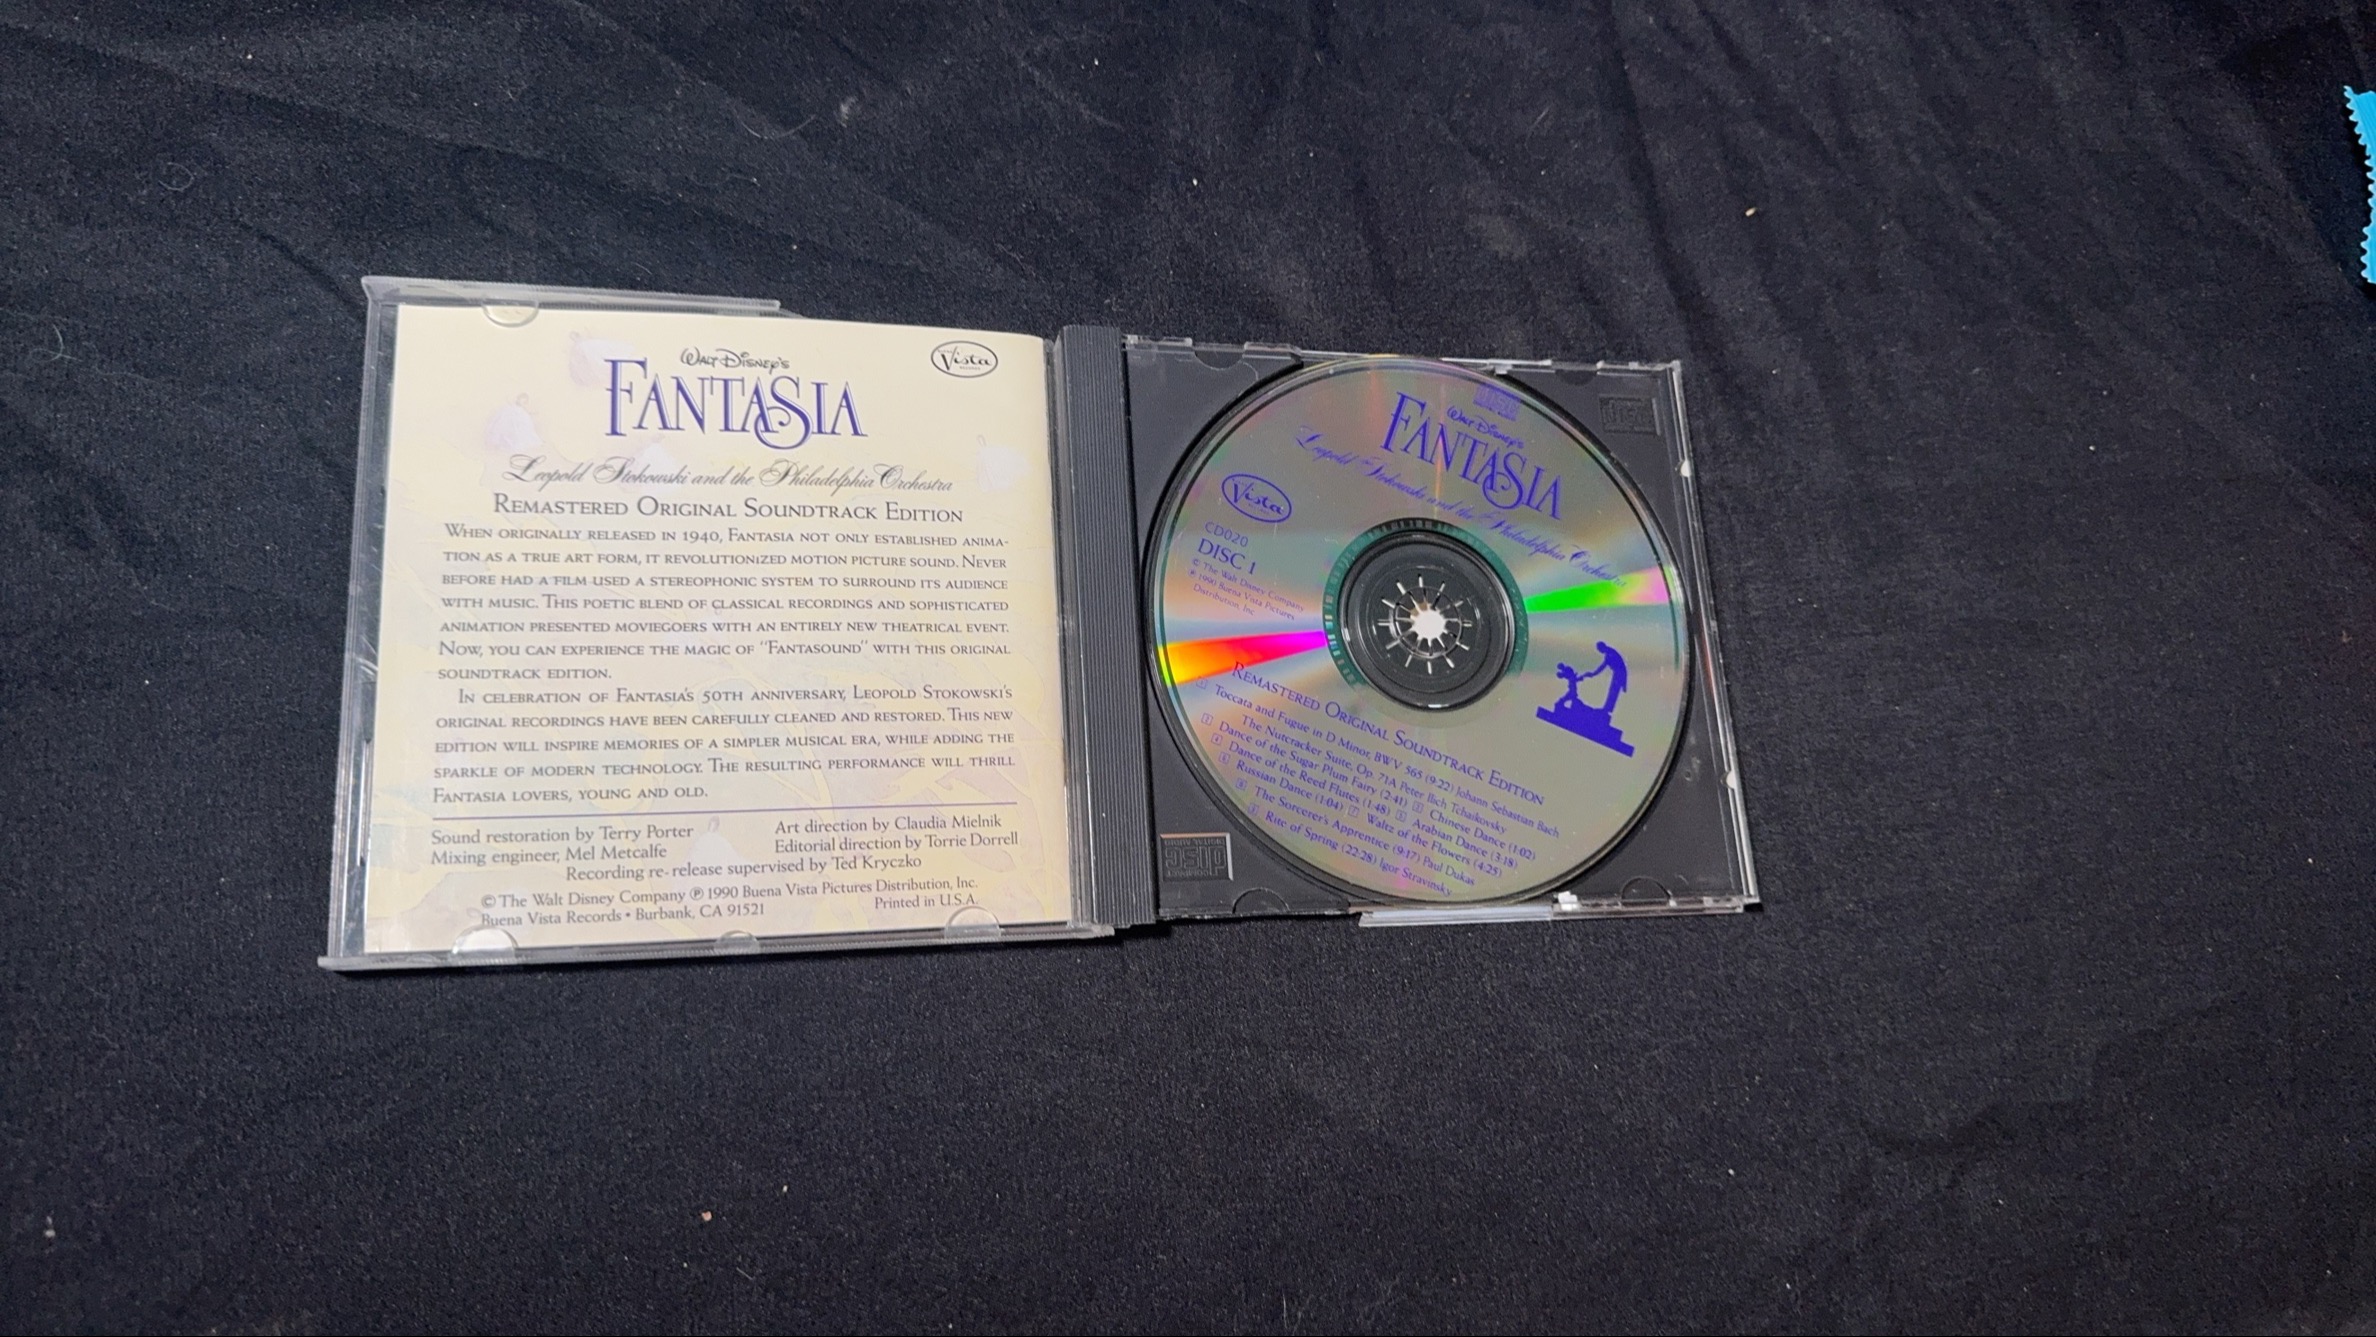 WALT DISNEY'S
FANTASIA
Vista
Leopold Stokowski and the Philadelphia Orchestra
REMASTERED ORIGINAL SOUNDTRACK EDITION
WHEN ORIGINALLY RELEASED IN 1940, FANTASIA NOT ONLY ESTABLISHED ANIMA-
TION AS A TRUE ART FORM, IT REVOLUTIONIZED MOTION PICTURE SOUND. NEVER
BEFORE HAD A FILM USED A STEREOPHONIC SYSTEM TO SURROUND ITS AUDIENCE
WITH MUSIC. THIS POETIC BLEND OF CLASSICAL RECORDINGS AND SOPHISTICATED
ANIMATION PRESENTED MOVIEGOERS WITH AN ENTIRELY NEW THEATRICAL EVENT.
NOW, YOU CAN EXPERIENCE THE MAGIC OF "FANTASOUND" WITH THIS ORIGINAL
SOUNDTRACK EDITION.
IN CELEBRATION OF FANTASIA'S 50TH ANNIVERSARY, LEOPOLD STOKOWSKI'S
ORIGINAL RECORDINGS HAVE BEEN CAREFULLY CLEANED AND RESTORED. THIS NEW
EDITION WILL INSPIRE MEMORIES OF A SIMPLER MUSICAL ERA, WHILE ADDING THE
SPARKLE OF MODERN TECHNOLOGY. THE RESULTING PERFORMANCE WILL THRILL
FANTASIA LOVERS, YOUNG AND OLD.
Sound restoration by Terry Porter
Mixing engineer, Mel Metcalfe
Art direction by Claudia Mielnik
Editorial direction by Torrie Dorrell
Recording re-release supervised by Ted Kryczko
© The Walt Disney Company ℗ 1990 Buena Vista Pictures Distribution, Inc.
Buena Vista Records • Burbank, CA 91521
Printed in U.S.A.
WALT DISNEY'S
FANTASIA
Leopold Stokowski and the Philadelphia Orchestra
Vista
CD020
DISC 1
© The Walt Disney Company
℗ 1990 Buena Vista Pictures
Distribution, Inc.
REMASTERED ORIGINAL SOUNDTRACK EDITION
1 Toccata and Fugue in D Minor, BWV 565 (9:22) Johann Sebastian Bach
The Nutcracker Suite, Op. 71A Peter Ilich Tchaikovsky
2 Dance of the Sugar Plum Fairy (2:41) 3 Chinese Dance (1:02)
4 Dance of the Reed Flutes (1:48) 5 Arabian Dance (3:18)
6 Russian Dance (1:04) 7 Waltz of the Flowers (4:25)
8 The Sorcerer's Apprentice (9:17) Paul Dukas
9 Rite of Spring (22:28) Igor Stravinsky
COMPACT
DISC
DIGITAL AUDIO